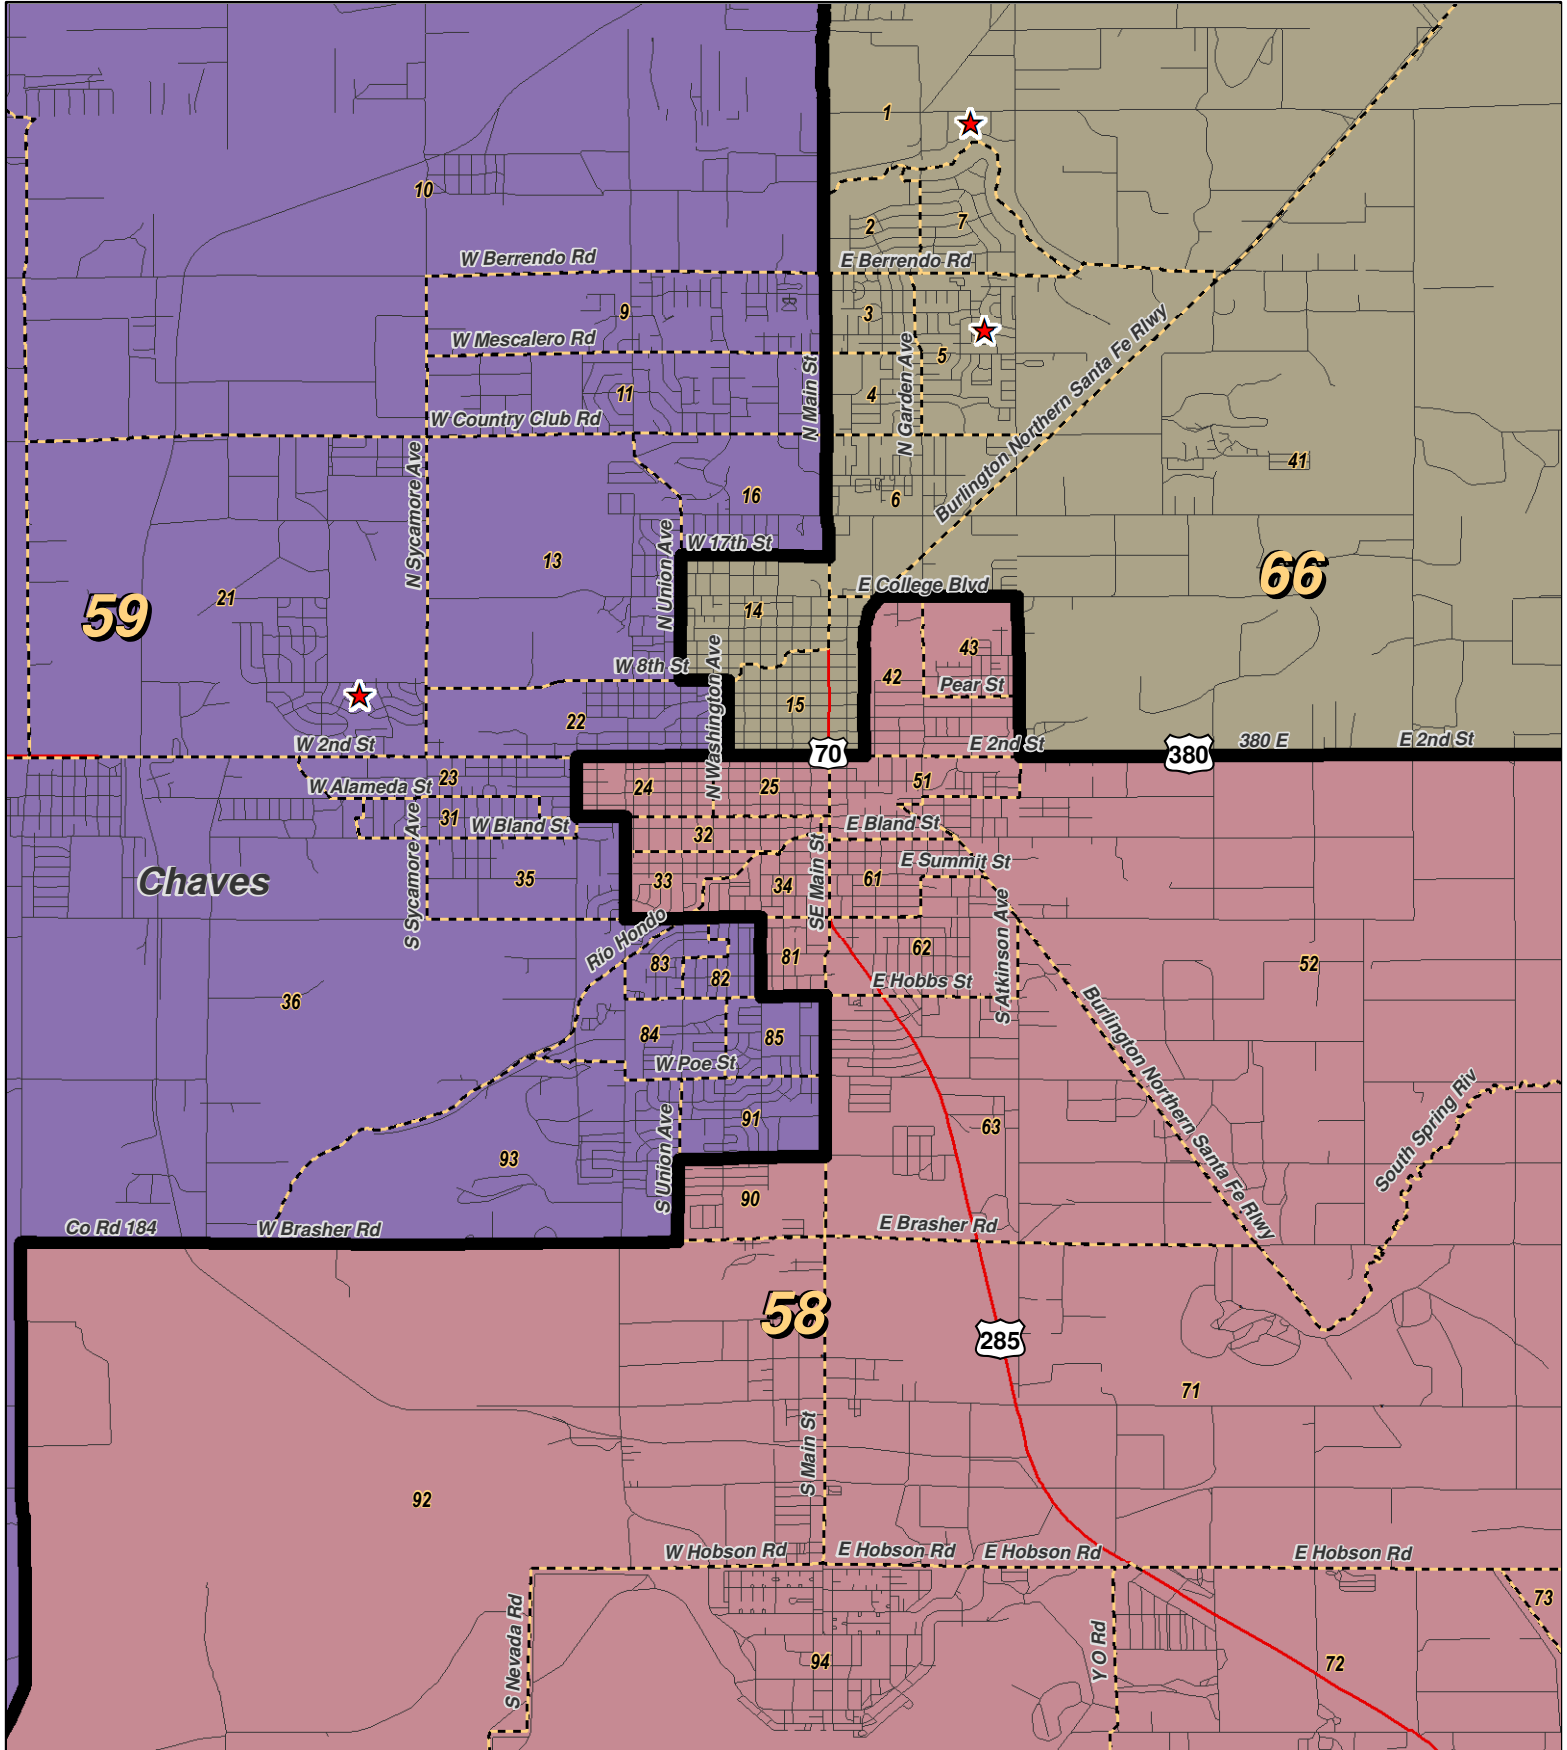 1
10
2
7
W Berrendo Rd
E Berrendo Rd
9
3
W Mescalero Rd
N Main St
N Garden Ave
5
Burlington Northern Santa Fe Rlwy
11
4
W Country Club Rd
N Sycamore Ave
41
16
6
W 17th St
N Union Ave
13
66
E College Blvd
59
21
14
43
W 8th St
N Washington Ave
42
Pear St
15
22
W 2nd St
70
E 2nd St
380
380 E
E 2nd St
23
W Alameda St
24
25
51
31
S Sycamore Ave
W Bland St
32
E Bland St
SE Main St
E Summit St
Chaves
35
33
34
61
S Atkinson Ave
Rio Hondo
62
83
82
81
E Hobbs St
52
36
84
85
Burlington Northern Santa Fe Rlwy
W Poe St
South Spring Riv
S Union Ave
91
63
93
90
Co Rd 184
W Brasher Rd
E Brasher Rd
58
285
71
S Main St
92
W Hobson Rd
E Hobson Rd
E Hobson Rd
E Hobson Rd
73
S Nevada Rd
94
Y O Rd
72